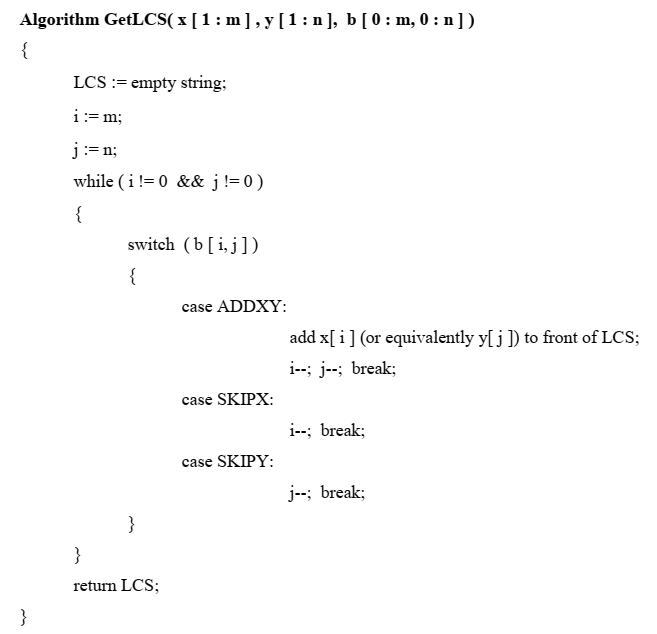 Algorithm GetLCS( x [ 1 : m ] , y [ 1 : n ],  b [ 0 : m, 0 : n ] )
{
LCS := empty string;
i := m;
j := n;
while ( i != 0  &&  j != 0 )
{
switch  ( b [ i, j ] )
{
case ADDXY:
add x[ i ] (or equivalently y[ j ]) to front of LCS;
i--;  j--;  break;
case SKIPX:
i--;  break;
case SKIPY:
j--;  break;
}
}
return LCS;
}